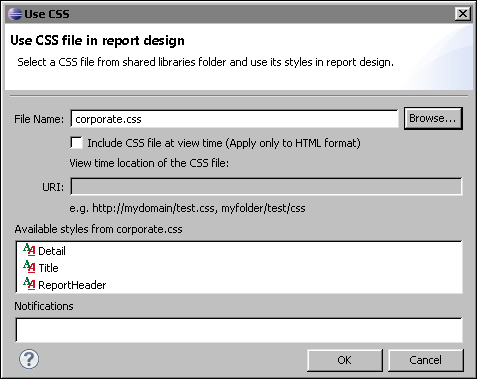 Use CSS
Use CSS file in report design
Select a CSS file from shared libraries folder and use its styles in report design.
File Name: corporate.css Browse...
Include CSS file at view time (Apply only to HTML format)
View time location of the CSS file:
URI:
e.g. http://mydomain/test.css, myfolder/test/css
Available styles from corporate.css
Detail
Title
ReportHeader
Notifications
? OK Cancel